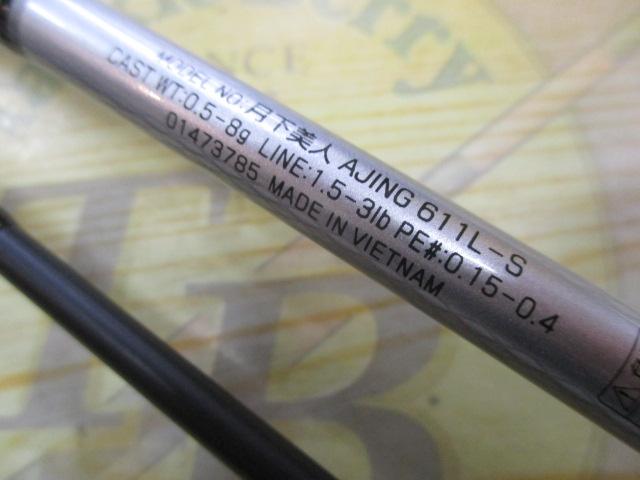 MODEL NO: 月下美人 AJING 611L-S
CAST WT:0.5-8g LINE:1.5-3lb PE#:0.15-0.4
01473785 MADE IN VIETNAM
TB